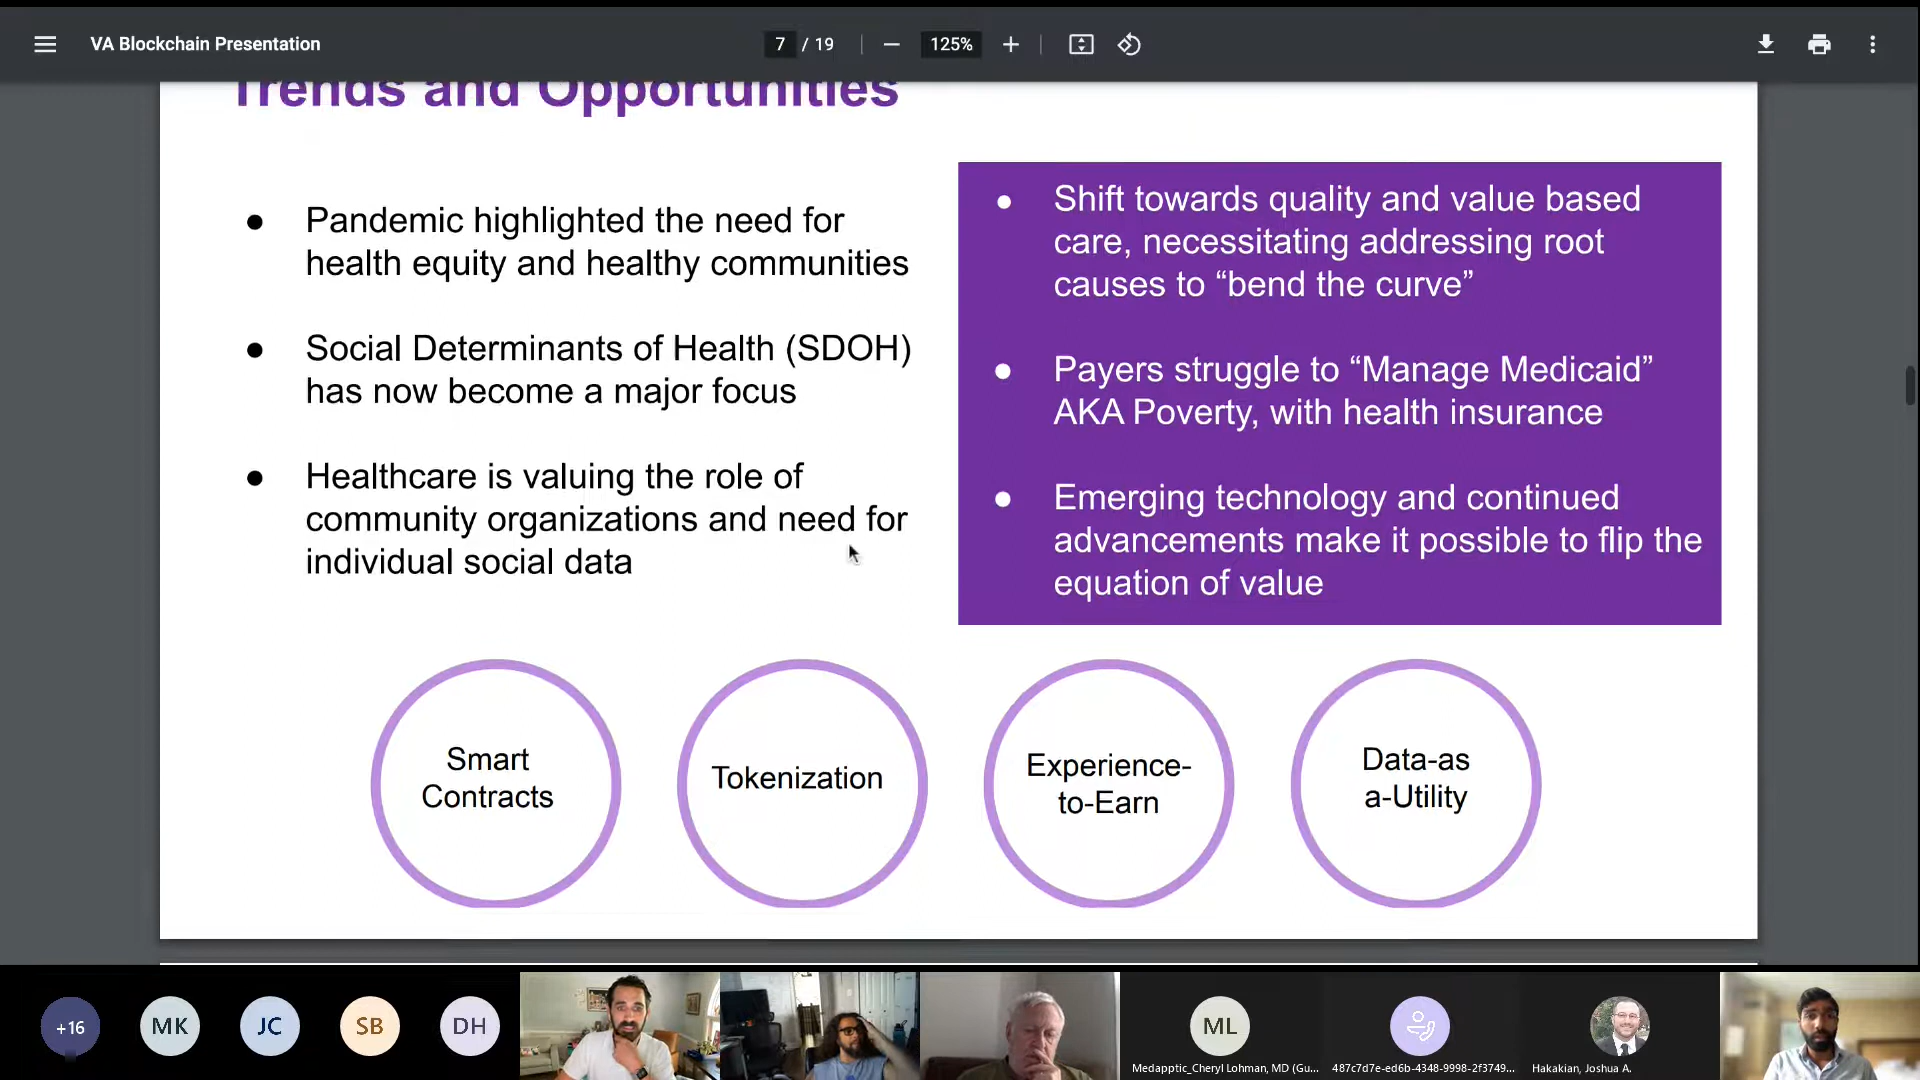 VA Blockchain Presentation
7 / 19
125%
Trends and Opportunities
● Pandemic highlighted the need for
health equity and healthy communities
● Social Determinants of Health (SDOH)
has now become a major focus
● Healthcare is valuing the role of
community organizations and need for
individual social data
● Shift towards quality and value based
care, necessitating addressing root
causes to “bend the curve”
● Payers struggle to “Manage Medicaid”
AKA Poverty, with health insurance
● Emerging technology and continued
advancements make it possible to flip the
equation of value
Smart
Contracts
Tokenization
Experience-
to-Earn
Data-as
a-Utility
+16
MK
JC
SB
DH
ML
Medapptic_Cheryl Lohman, MD (Gu...
487c7d7e-ed6b-4348-9998-2f3749...
Hakakian, Joshua A.